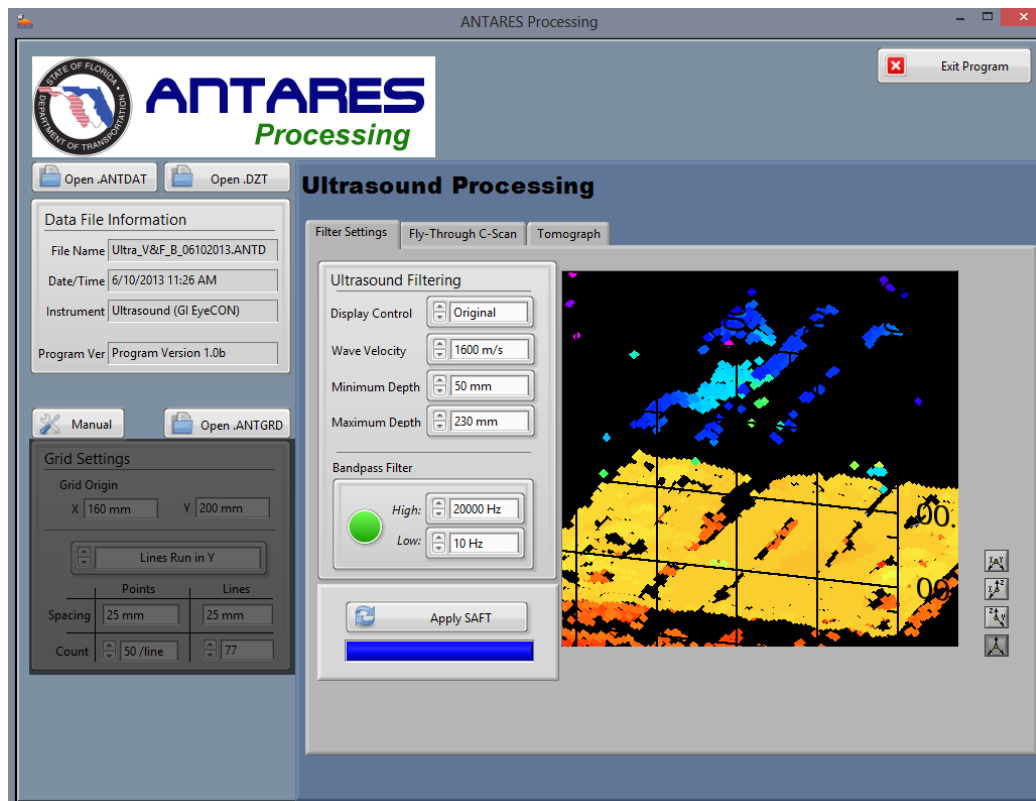 ANTARES Processing
Exit Program
STATE OF FLORIDA
DEPARTMENT OF TRANSPORTATION
ANTARES
Processing
Open .ANTDAT
Open .DZT
Ultrasound Processing
Data File Information
File Name Ultra_V&F_B_06102013.ANTD
Date/Time 6/10/2013 11:26 AM
Instrument Ultrasound (GI EyeCON)
Program Ver Program Version 1.0b
Filter Settings
Fly-Through C-Scan
Tomograph
Ultrasound Filtering
Display Control Original
Wave Velocity 1600 m/s
Minimum Depth 50 mm
Maximum Depth 230 mm
Bandpass Filter
High: 20000 Hz
Low: 10 Hz
Apply SAFT
00.
00
Manual
Open .ANTGRD
Grid Settings
Grid Origin
X 160 mm Y 200 mm
Lines Run in Y
Points Lines
Spacing 25 mm 25 mm
Count 50 /line 77